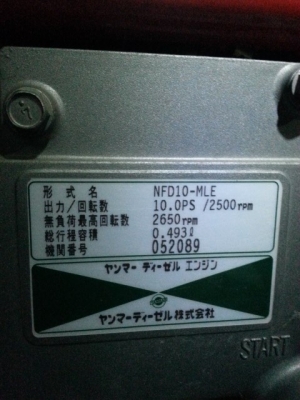 形式名 NFD10-MLE
出力/回転数 10.0PS /2500rpm
無負荷最高回転数 2650rpm
総行程容積 0.493ℓ
機関番号 052089
ヤンマー ディーゼル エンジン
ヤンマーディーゼル株式会社
START